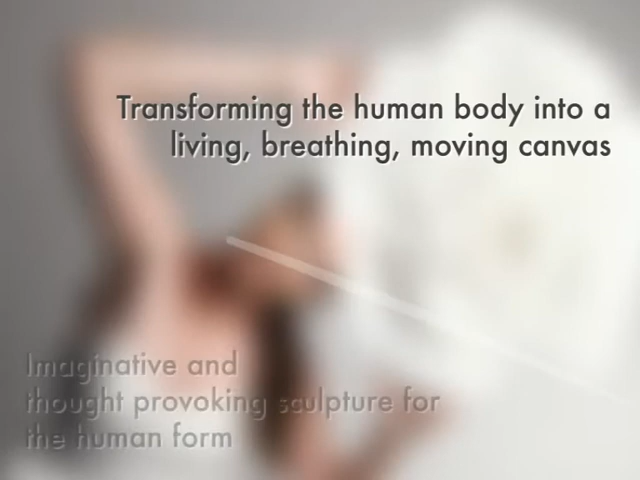 Transforming the human body into a
living, breathing, moving canvas
Imaginative and
thought provoking sculpture for
the human form